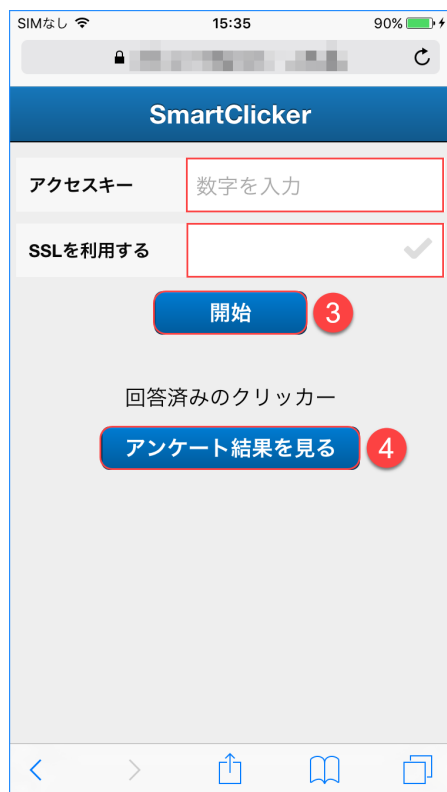 SIMなし 15:35 90%
SmartClicker
アクセスキー 数字を入力
SSLを利用する
開始 3
回答済みのクリッカー
アンケート結果を見る 4